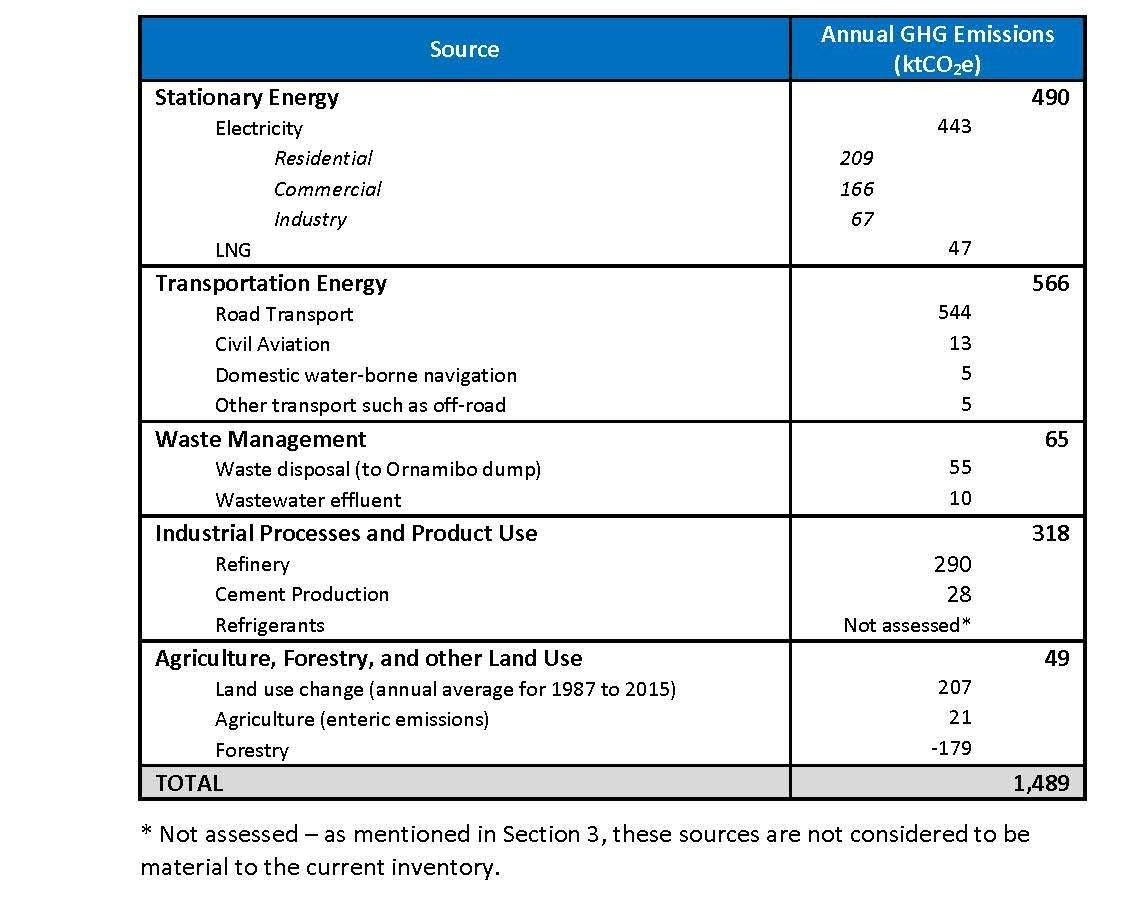 Source Annual GHG Emissions
(ktCO₂e)
Stationary Energy 490
Electricity 443
Residential 209
Commercial 166
Industry 67
LNG 47
Transportation Energy 566
Road Transport 544
Civil Aviation 13
Domestic water-borne navigation 5
Other transport such as off-road 5
Waste Management 65
Waste disposal (to Ornamibo dump) 55
Wastewater effluent 10
Industrial Processes and Product Use 318
Refinery 290
Cement Production 28
Refrigerants Not assessed*
Agriculture, Forestry, and other Land Use 49
Land use change (annual average for 1987 to 2015) 207
Agriculture (enteric emissions) 21
Forestry -179
TOTAL 1,489
* Not assessed – as mentioned in Section 3, these sources are not considered to be
material to the current inventory.